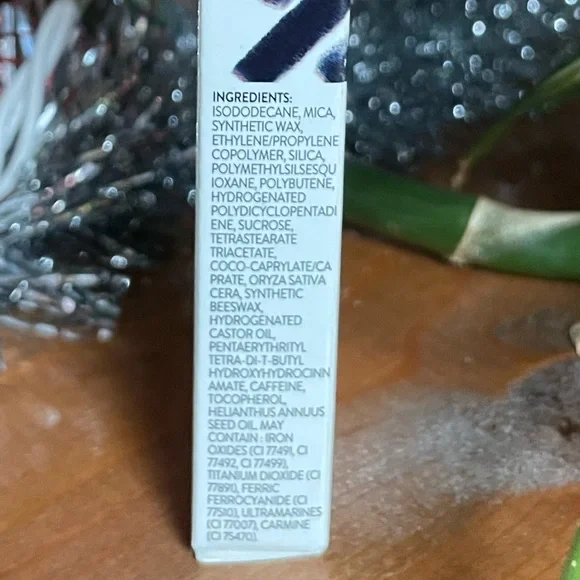 INGREDIENTS:
ISODODECANE, MICA,
SYNTHETIC WAX,
ETHYLENE/PROPYLENE
COPOLYMER, SILICA,
POLYMETHYLSILSESQU
IOXANE, POLYBUTENE,
HYDROGENATED
POLYDICYCLOPENTADI
ENE, SUCROSE,
TETRASTEARATE
TRIACETATE,
COCO-CAPRYLATE/CA
PRATE, ORYZA SATIVA
CERA, SYNTHETIC
BEESWAX,
HYDROGENATED
CASTOR OIL,
PENTAERYTHRITYL
TETRA-DI-T-BUTYL
HYDROXYHYDROCINN
AMATE, CAFFEINE,
TOCOPHEROL,
HELIANTHUS ANNUUS
SEED OIL. MAY
CONTAIN : IRON
OXIDES (CI 77491, CI
77492, CI 77499),
TITANIUM DIOXIDE (CI
77891), FERRIC
FERROCYANIDE (CI
77510), ULTRAMARINES
(CI 77007), CARMINE
(CI 75470).